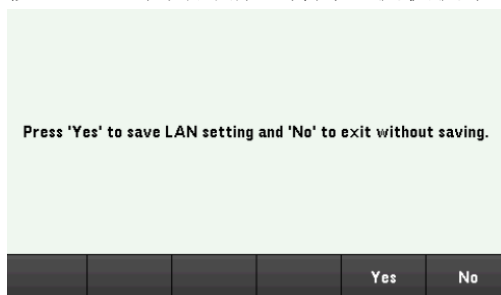 Press 'Yes' to save LAN setting and 'No' to exit without saving.
Yes No